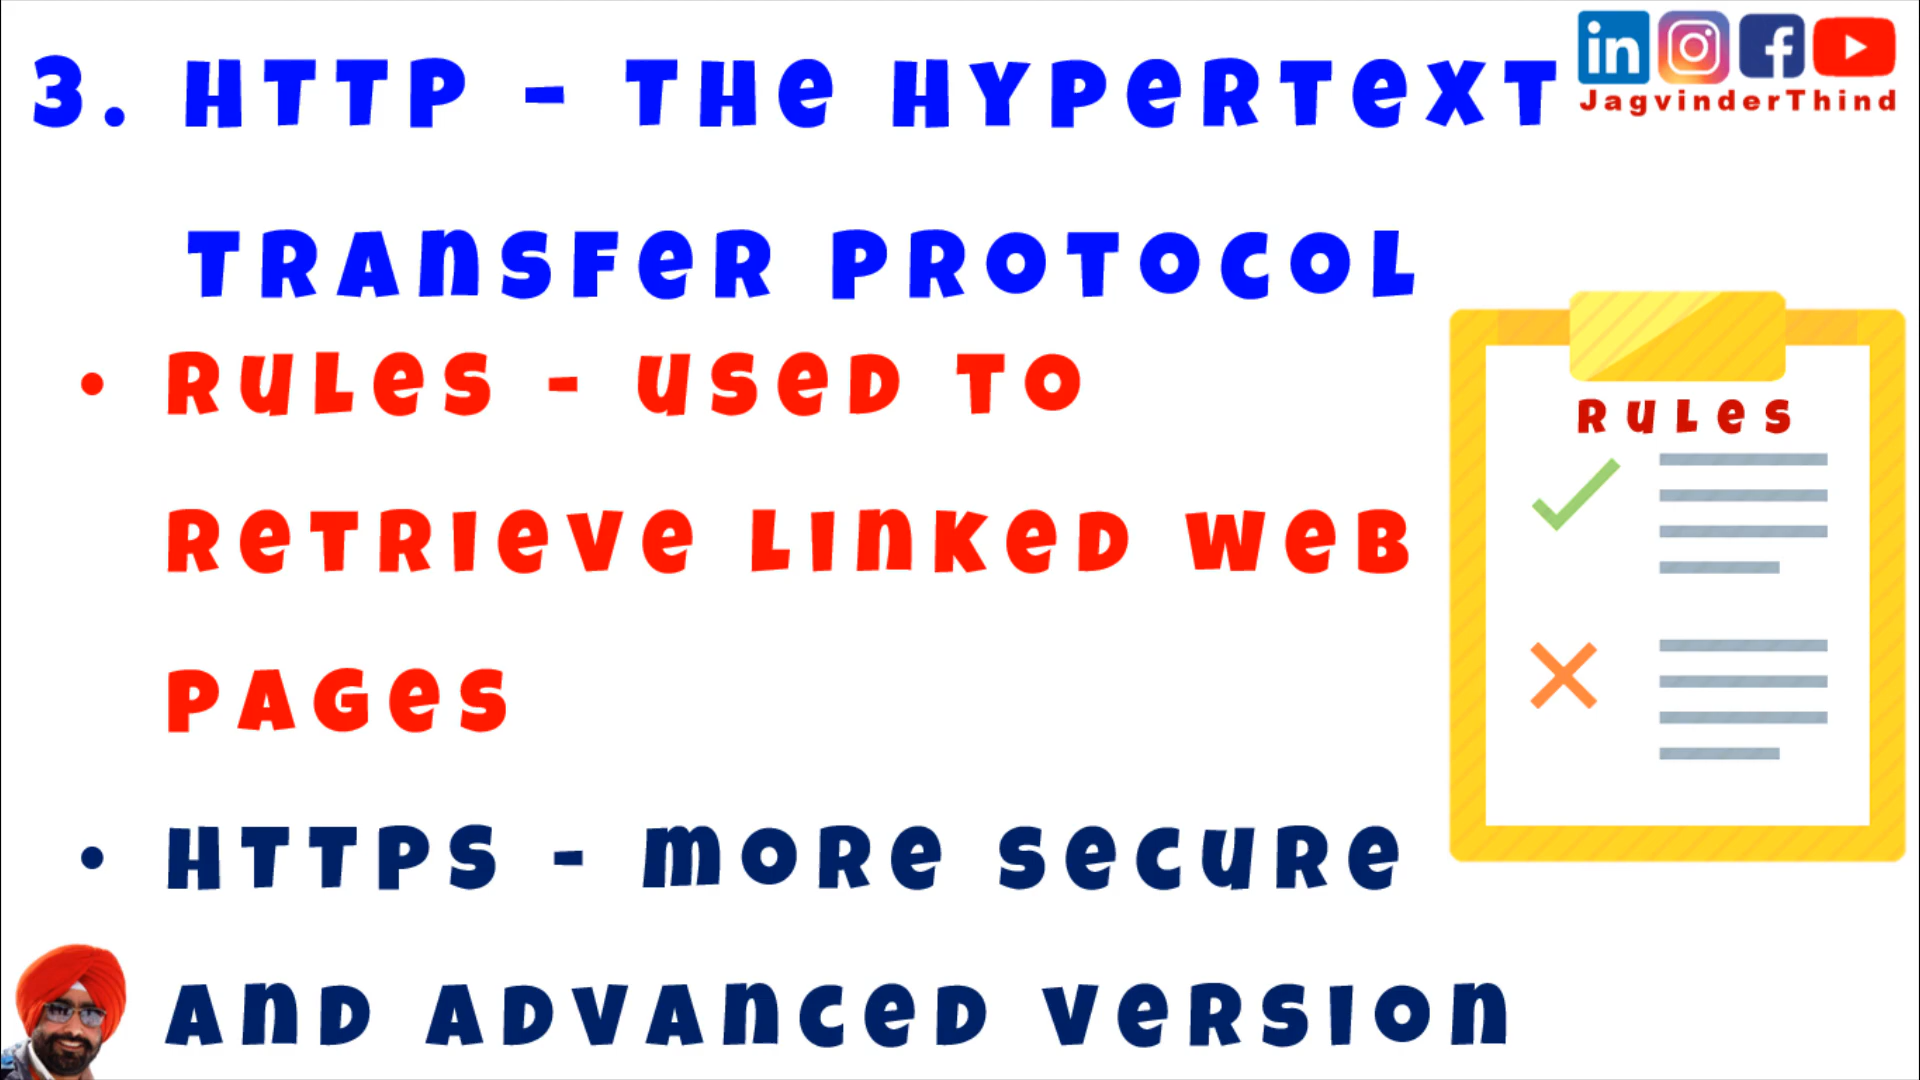 3. HTTP - THE HYPERTEXT
TRANSFER PROTOCOL
in
JagvinderThind
• RULES - USED TO
RETRIEVE LINKED WEB
PAGES
RULES
• HTTPS - MORE SECURE
AND ADVANCED VERSION